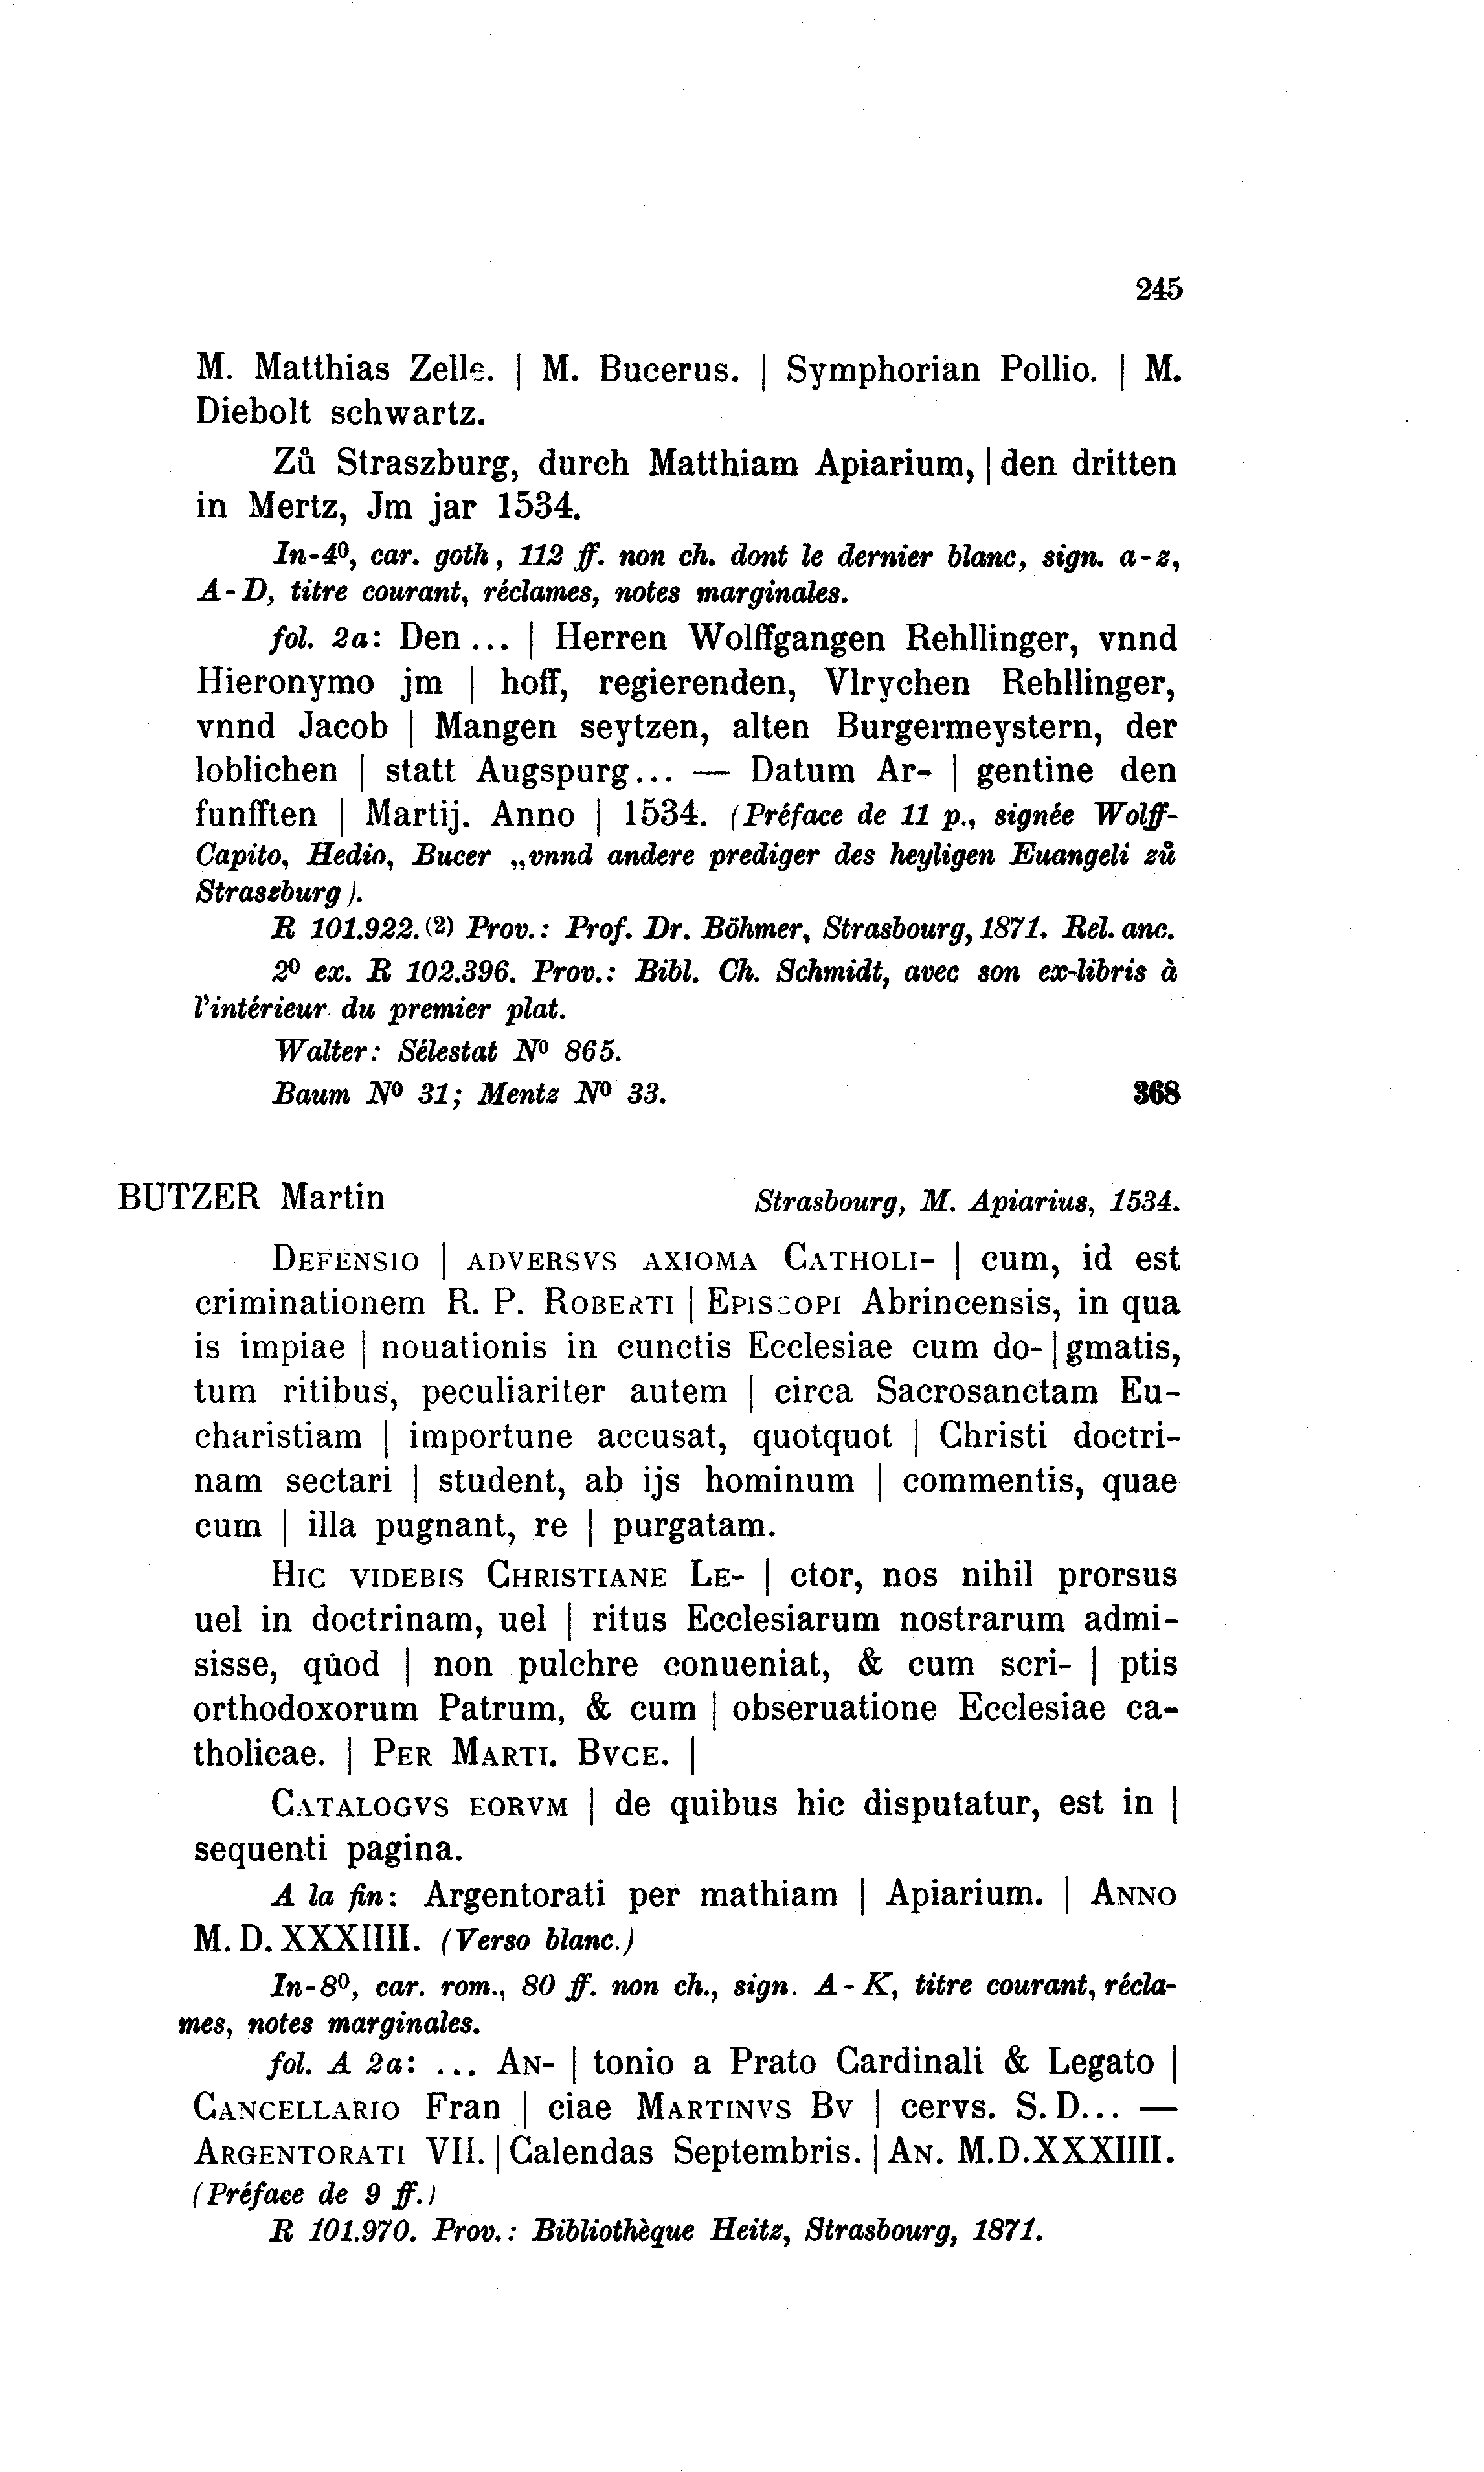 245
M. Matthias Zelle. | M. Bucerus. | Symphorian Pollio. | M.
Diebolt schwartz.
Zů Straszburg, durch Matthiam Apiarium, | den dritten
in Mertz, Jm jar 1534.
In-4⁰, car. goth, 112 ff. non ch. dont le dernier blanc, sign. a-z,
A-D, titre courant, réclames, notes marginales.
fol. 2a: Den ... | Herren Wolffgangen Rehllinger, vnnd
Hieronymo jm | hoff, regierenden, Vlrychen Rehllinger,
vnnd Jacob | Mangen seytzen, alten Burgermeystern, der
loblichen | statt Augspurg... — Datum Ar- | gentine den
funfften | Martij. Anno | 1534. (Préface de 11 p., signée Wolff-
Capito, Hedio, Bucer „vnnd andere prediger des heyligen Euangeli zů
Straszburg).
R 101.922.(2) Prov.: Prof. Dr. Böhmer, Strasbourg, 1871. Rel. anc.
2⁰ ex. R 102.396. Prov.: Bibl. Ch. Schmidt, avec son ex-libris à
l'intérieur du premier plat.
Walter: Sélestat N⁰ 865.
Baum N⁰ 31; Mentz N⁰ 33. 368
BUTZER Martin Strasbourg, M. Apiarius, 1534.
DEFENSIO | ADVERSVS AXIOMA CATHOLI- | cum, id est
criminationem R. P. ROBERTI | EPISCOPI Abrincensis, in qua
is impiae | nouationis in cunctis Ecclesiae cum do- | gmatis,
tum ritibus, peculiariter autem | circa Sacrosanctam Eu-
charistiam | importune accusat, quotquot | Christi doctri-
nam sectari | student, ab ijs hominum | commentis, quae
cum | illa pugnant, re | purgatam.
HIC VIDEBIS CHRISTIANE LE- | ctor, nos nihil prorsus
uel in doctrinam, uel | ritus Ecclesiarum nostrarum admi-
sisse, quod | non pulchre conueniat, & cum scri- | ptis
orthodoxorum Patrum, & cum | obseruatione Ecclesiae ca-
tholicae. | PER MARTI. BVCE. |
CATALOGVS EORVM | de quibus hic disputatur, est in |
sequenti pagina.
A la fin: Argentorati per mathiam | Apiarium. | ANNO
M. D. XXXIIII. (Verso blanc.)
In-8⁰, car. rom., 80 ff. non ch., sign. A-K, titre courant, récla-
mes, notes marginales.
fol. A 2a: ... AN- | tonio a Prato Cardinali & Legato |
CANCELLARIO Fran | ciae MARTINVS BV | cervs. S. D... —
ARGENTORATI VII. | Calendas Septembris. | AN. M.D.XXXIIII.
(Préface de 9 ff.)
R 101.970. Prov.: Bibliothèque Heitz, Strasbourg, 1871.